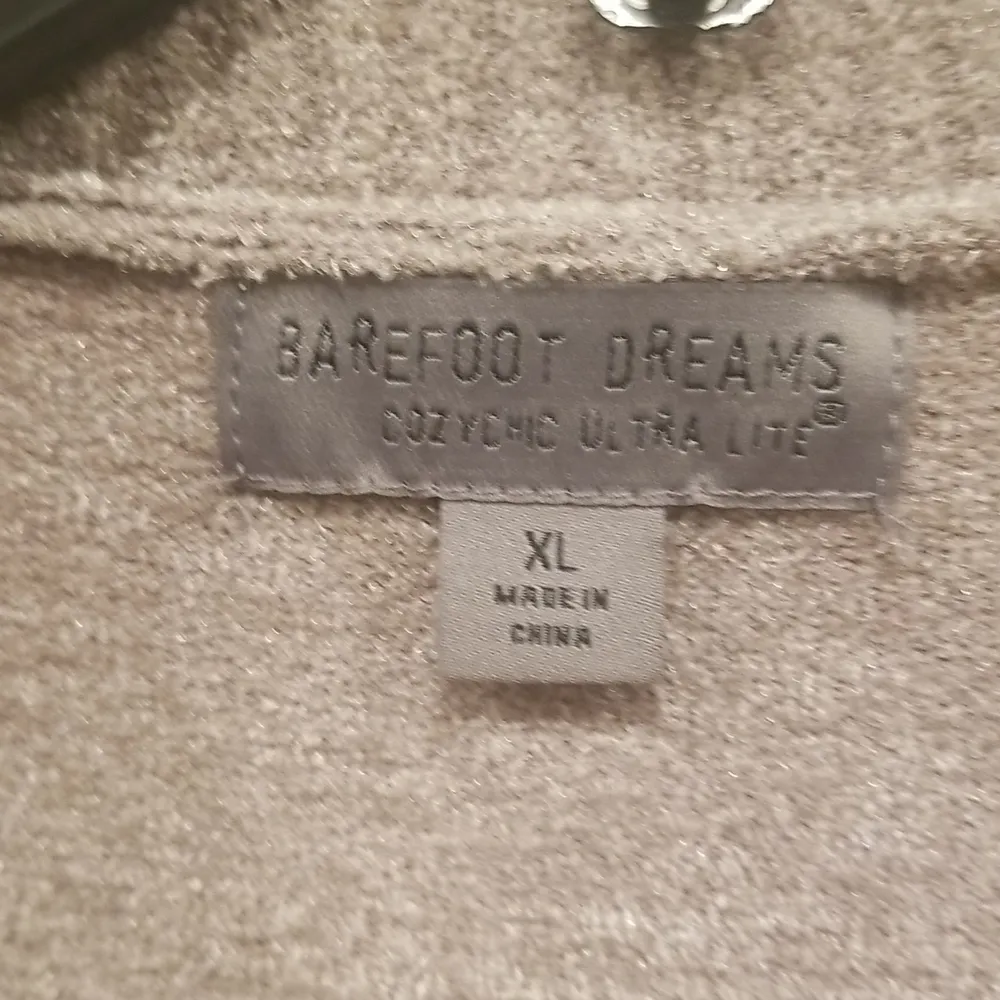 BAREFOOT DREAMS
COZYCHIC ULTRA LITE®
XL
MADE IN
CHINA